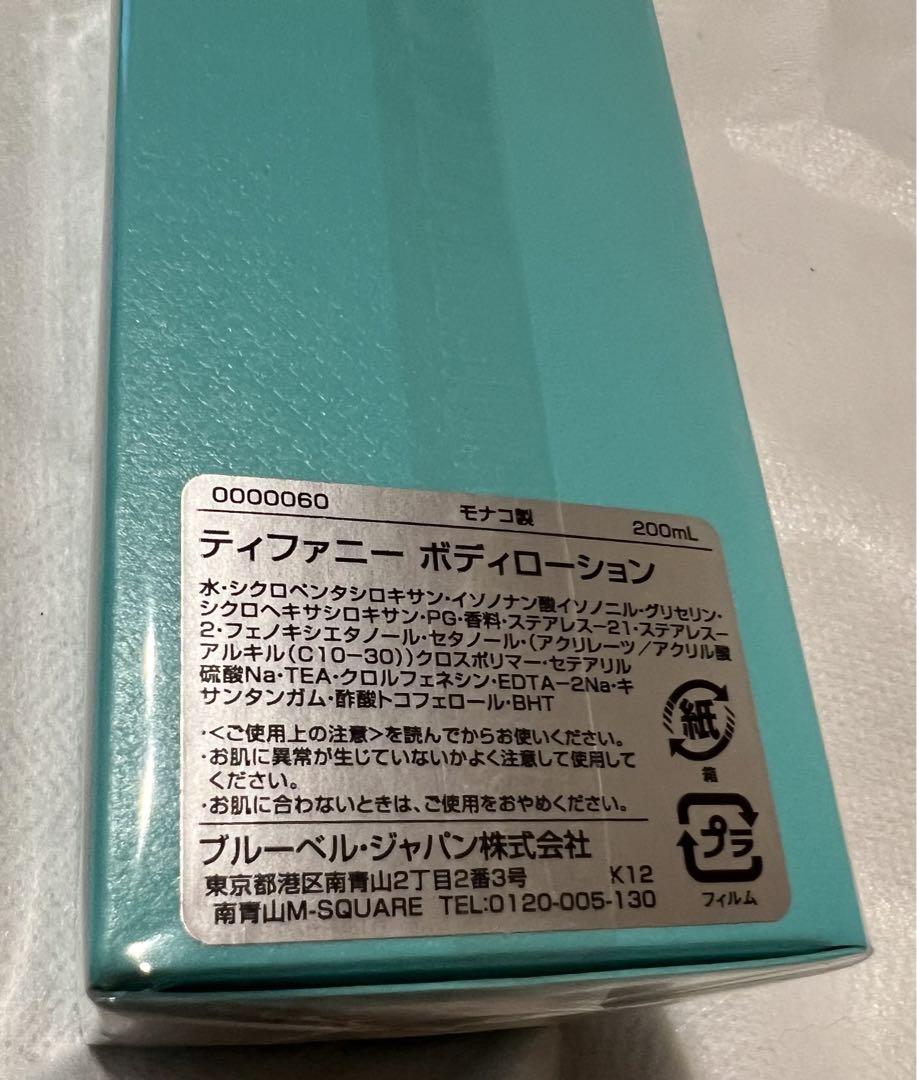 0000060 モナコ製 200mL
ティファニー ボディローション
水・シクロペンタシロキサン・イソノナン酸イソノニル・グリセリン・
シクロヘキサシロキサン・PG・香料・ステアレス−21・ステアレス−
2・フェノキシエタノール・セタノール・(アクリレーツ/アクリル酸
アルキル(C10−30))クロスポリマー・セテアリル
硫酸Na・TEA・クロルフェネシン・EDTA−2Na・キ
サンタンガム・酢酸トコフェロール・BHT
・<ご使用上の注意>を読んでからお使いください。
・お肌に異常が生じていないかよく注意して使用して
ください。
・お肌に合わないときは、ご使用をおやめください。
紙
箱
プラ
フィルム
ブルーベル・ジャパン株式会社
東京都港区南青山2丁目2番3号 K12
南青山M-SQUARE TEL:0120-005-130